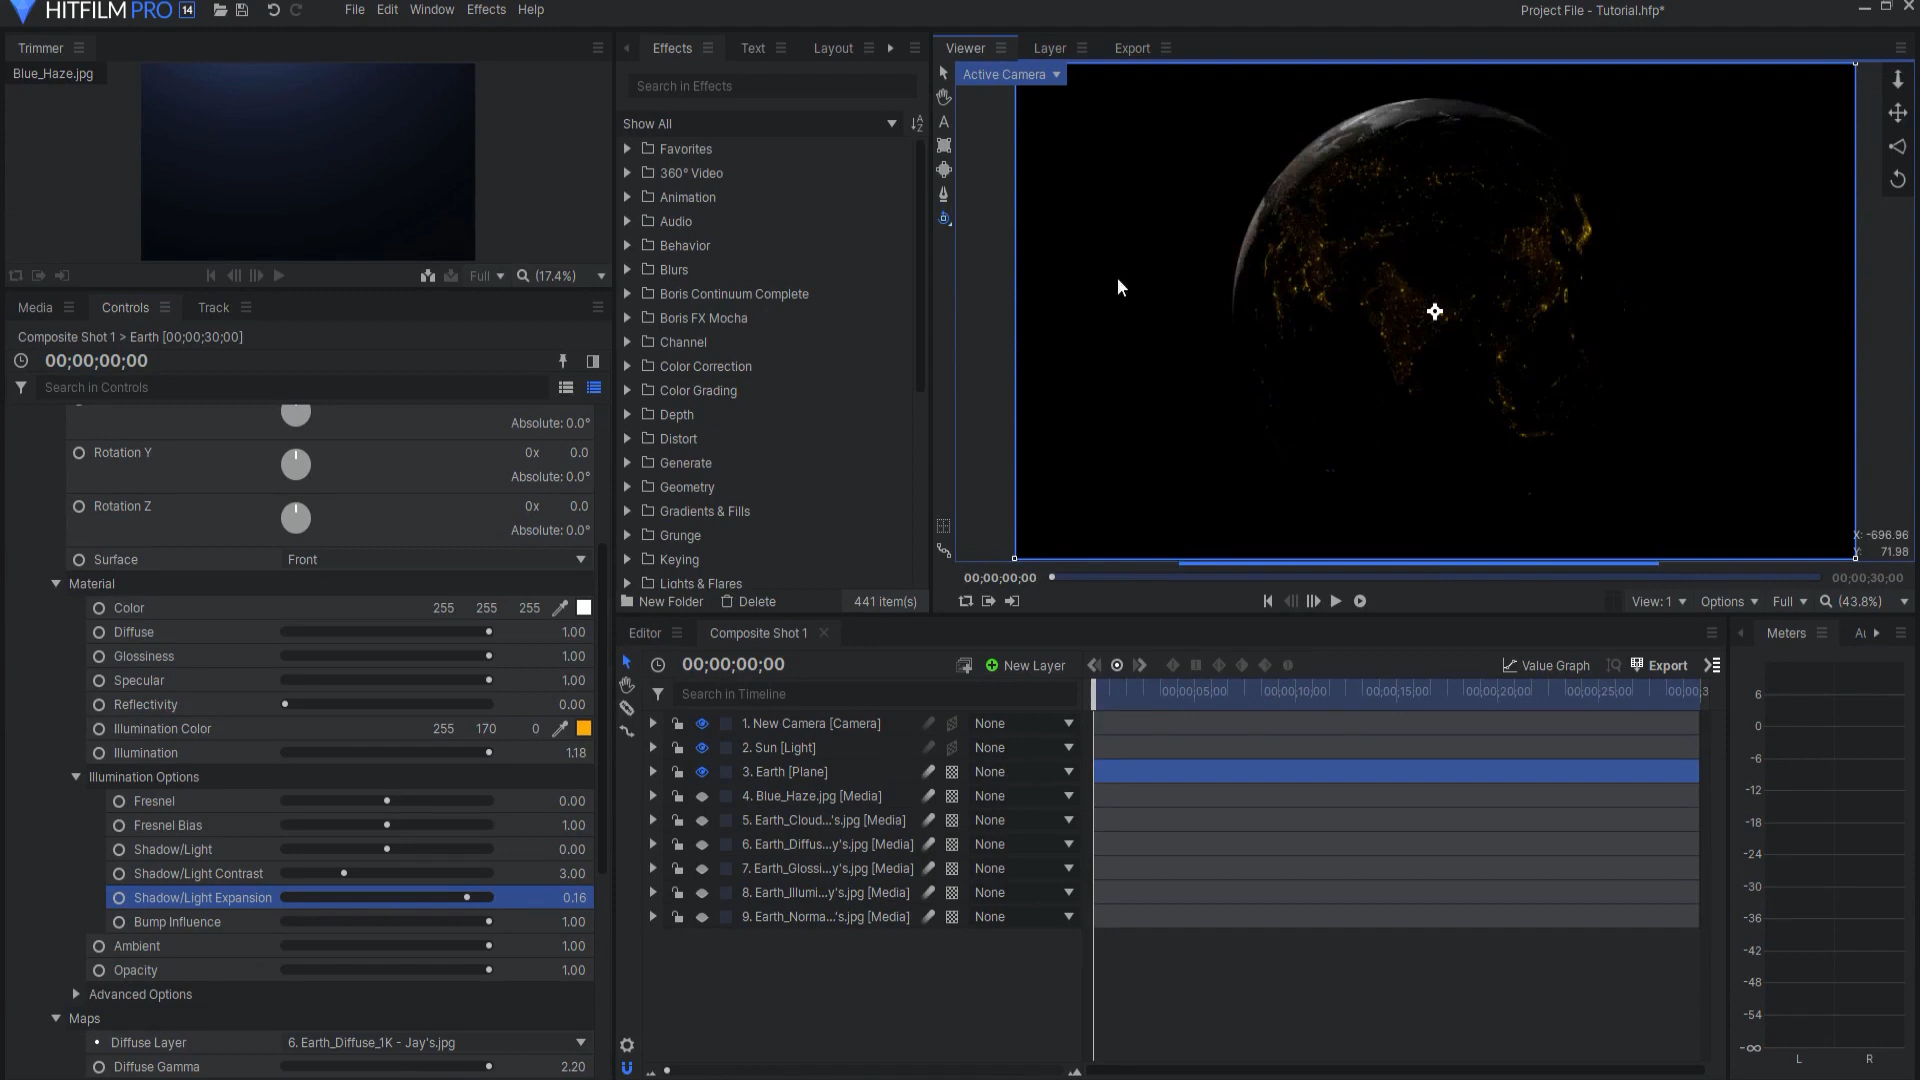 HITFILM PRO 14
File Edit Window Effects Help
Project File - Tutorial.hfp*
Trimmer
Blue_Haze.jpg
Full (17.4%)
Effects Text Layout
Search in Effects
Show All
Favorites
360° Video
Animation
Audio
Behavior
Blurs
Boris Continuum Complete
Boris FX Mocha
Channel
Color Correction
Color Grading
Depth
Distort
Generate
Geometry
Gradients & Fills
Grunge
Keying
Lights & Flares
New Folder Delete 441 item(s)
Viewer Layer Export
Active Camera
X: -696.96
Y: 71.98
00;00;00;00 00;00;30;00
View: 1 Options Full (43.8%)
Media Controls Track
Composite Shot 1 > Earth [00;00;30;00]
00;00;00;00
Search in Controls
Absolute: 0.0°
Rotation Y 0x 0.0
Absolute: 0.0°
Rotation Z 0x 0.0
Absolute: 0.0°
Surface Front
Material
Color 255 255 255
Diffuse 1.00
Glossiness 1.00
Specular 1.00
Reflectivity 0.00
Illumination Color 255 170 0
Illumination 1.18
Illumination Options
Fresnel 0.00
Fresnel Bias 1.00
Shadow/Light 0.00
Shadow/Light Contrast 3.00
Shadow/Light Expansion 0.16
Bump Influence 1.00
Ambient 1.00
Opacity 1.00
Advanced Options
Maps
Diffuse Layer 6. Earth_Diffuse_1K - Jay's.jpg
Diffuse Gamma 2.20
Editor Composite Shot 1
00;00;00;00 New Layer Value Graph Export
Search in Timeline
00;00;05;00 00;00;10;00 00;00;15;00 00;00;20;00 00;00;25;00 00;00;3
1. New Camera [Camera] None
2. Sun [Light] None
3. Earth [Plane] None
4. Blue_Haze.jpg [Media] None
5. Earth_Cloud...'s.jpg [Media] None
6. Earth_Diffus...y's.jpg [Media] None
7. Earth_Glossi...y's.jpg [Media] None
8. Earth_Illumi...y's.jpg [Media] None
9. Earth_Norma...'s.jpg [Media] None
Meters
6
0
-6
-12
-18
-24
-30
-36
-42
-48
-54
-∞
L R